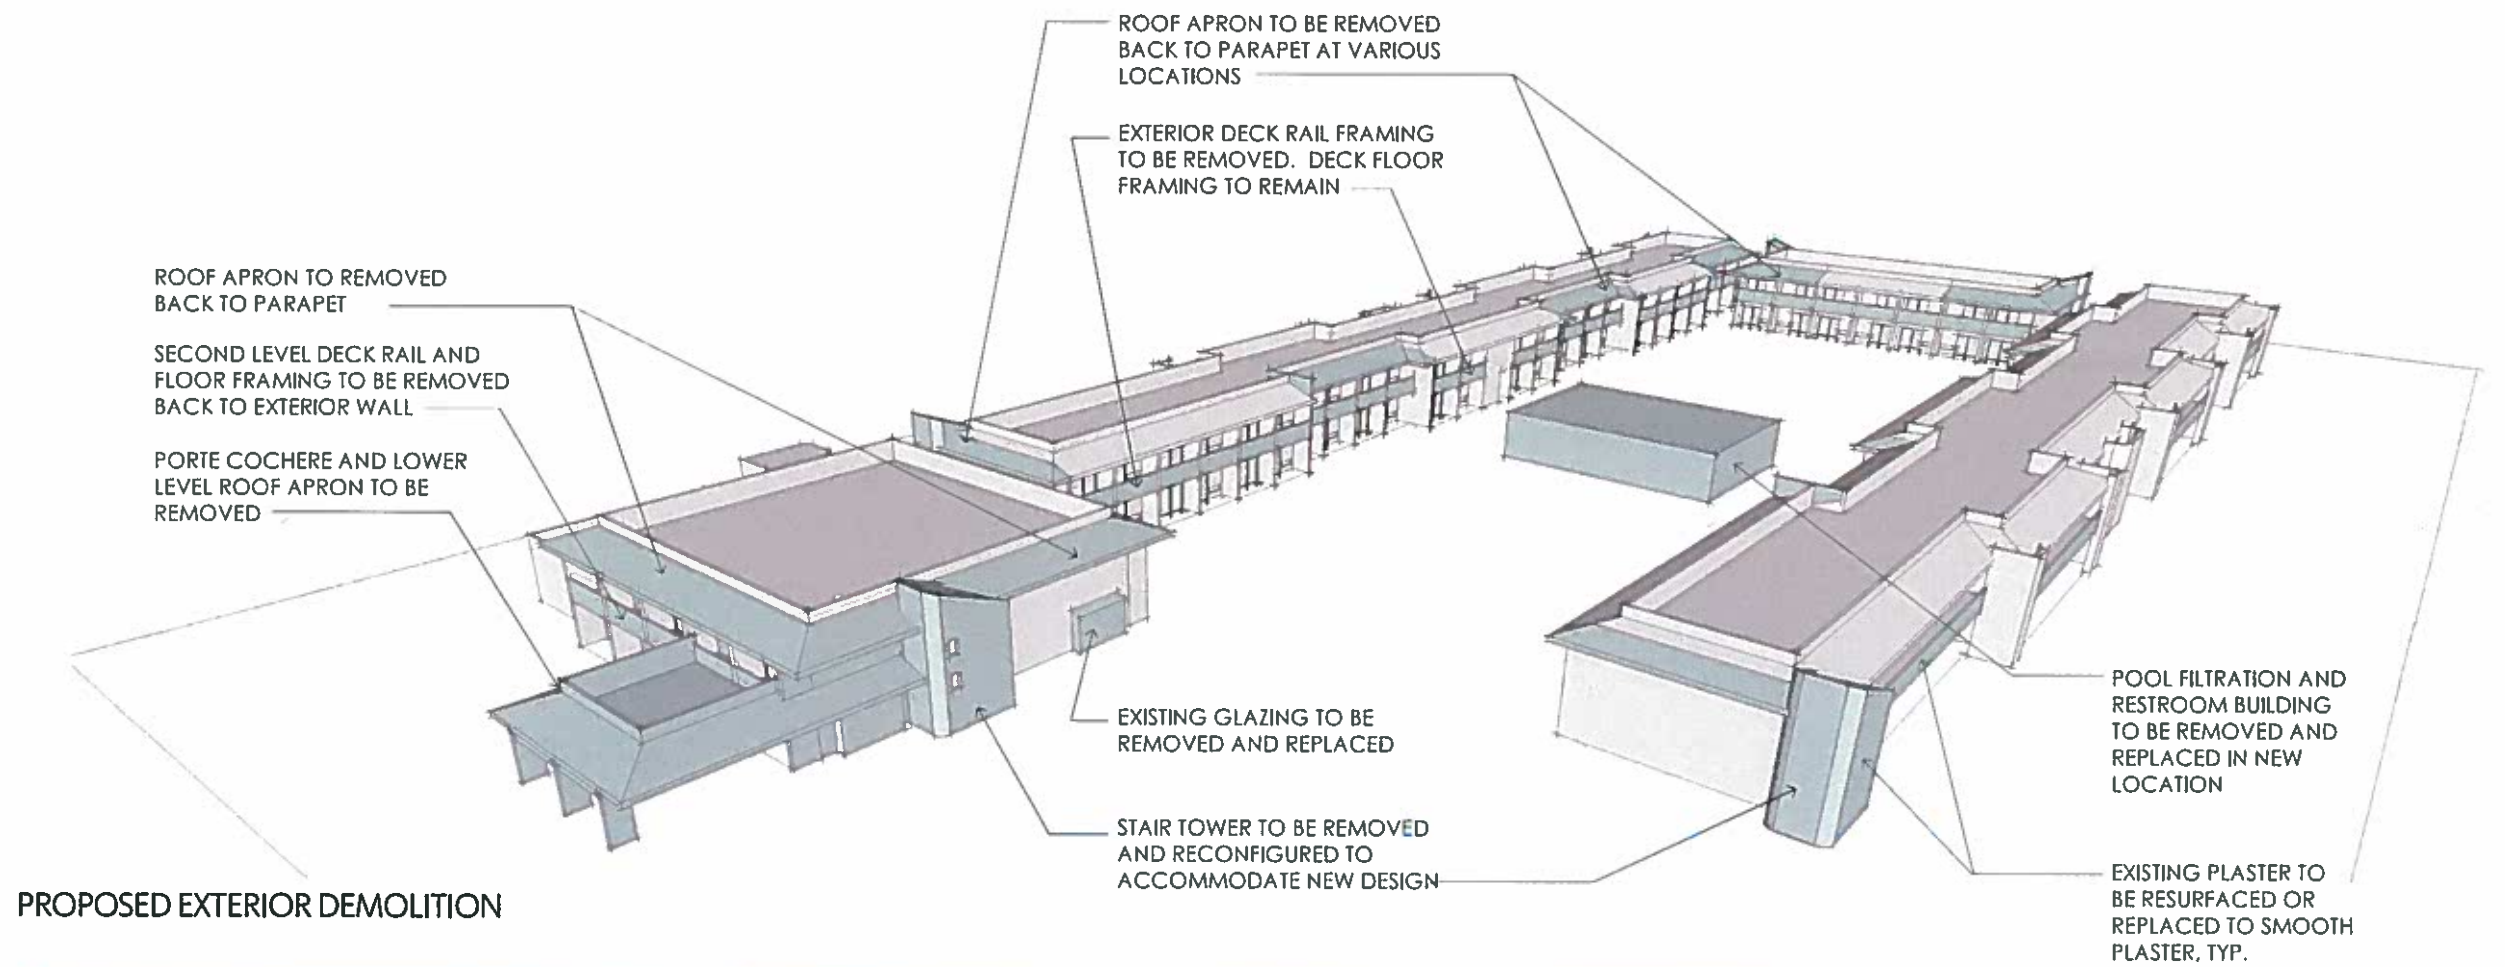 ROOF APRON TO BE REMOVED
BACK TO PARAPET AT VARIOUS
LOCATIONS
EXTERIOR DECK RAIL FRAMING
TO BE REMOVED. DECK FLOOR
FRAMING TO REMAIN
ROOF APRON TO REMOVED
BACK TO PARAPET
SECOND LEVEL DECK RAIL AND
FLOOR FRAMING TO BE REMOVED
BACK TO EXTERIOR WALL
PORTE COCHERE AND LOWER
LEVEL ROOF APRON TO BE
REMOVED
EXISTING GLAZING TO BE
REMOVED AND REPLACED
STAIR TOWER TO BE REMOVED
AND RECONFIGURED TO
ACCOMMODATE NEW DESIGN
POOL FILTRATION AND
RESTROOM BUILDING
TO BE REMOVED AND
REPLACED IN NEW
LOCATION
EXISTING PLASTER TO
BE RESURFACED OR
REPLACED TO SMOOTH
PLASTER, TYP.
PROPOSED EXTERIOR DEMOLITION